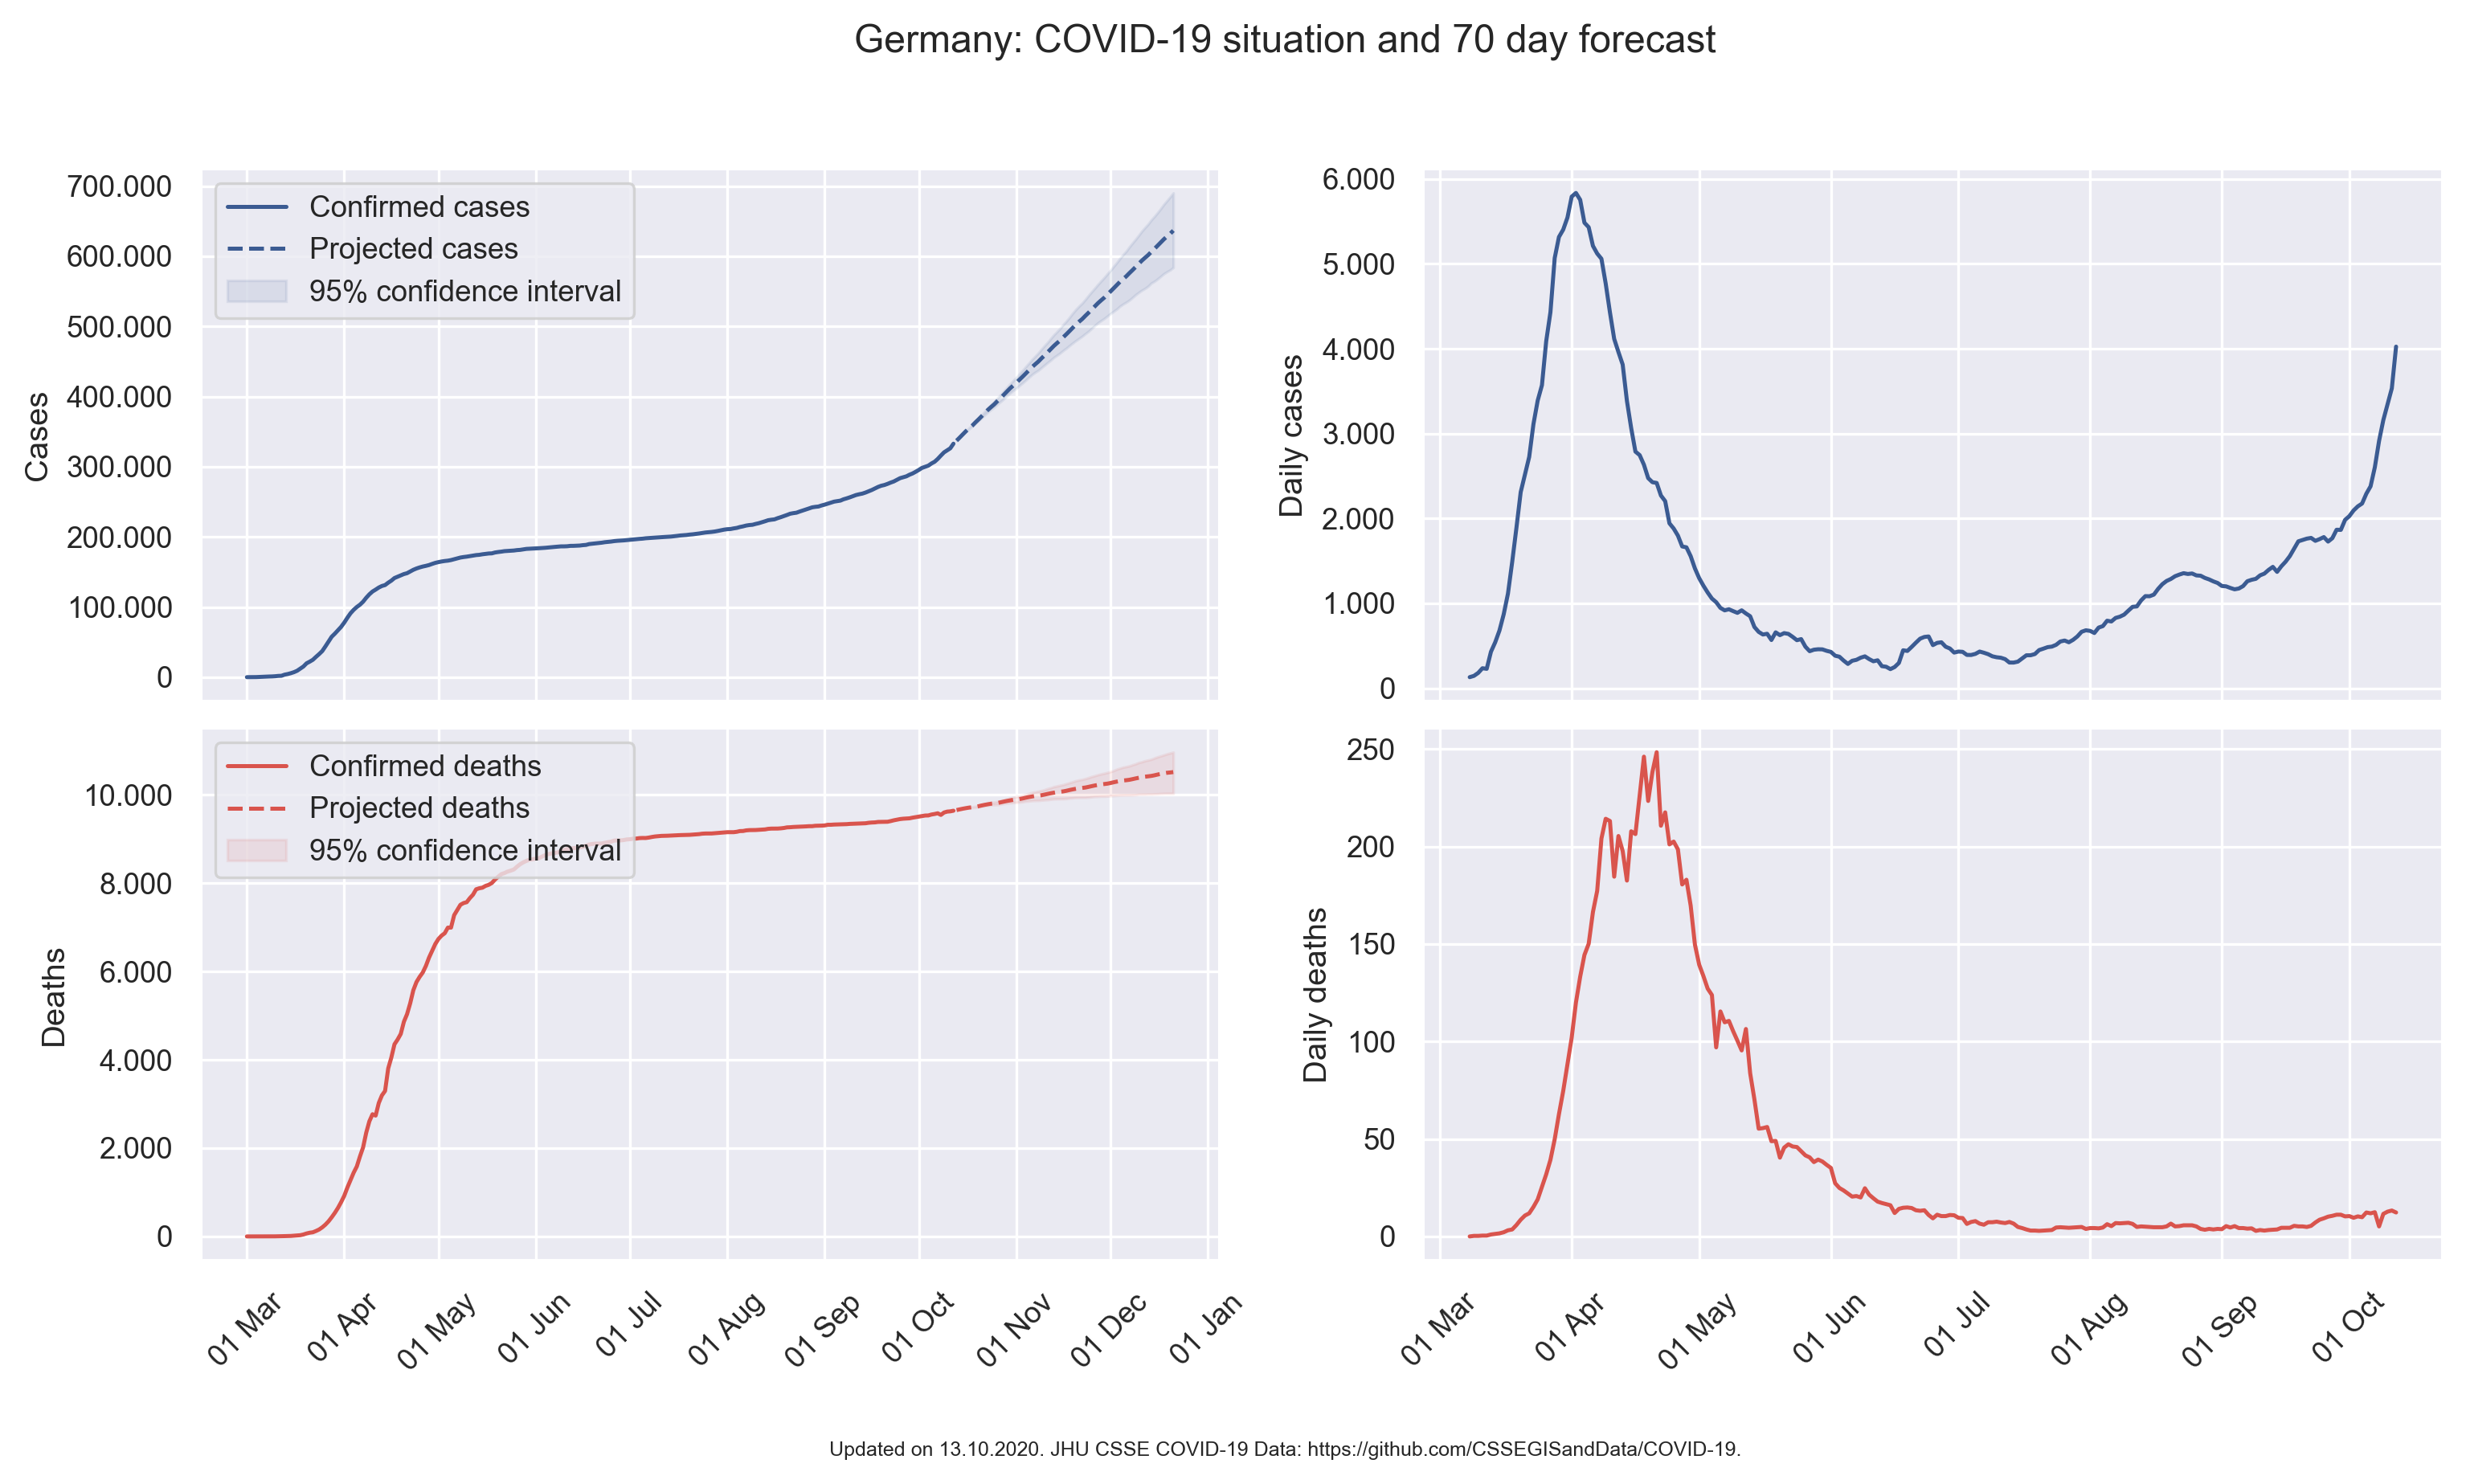 Germany: COVID-19 situation and 70 day forecast
700.000
600.000
500.000
400.000
300.000
200.000
100.000
0
Cases
Confirmed cases
Projected cases
95% confidence interval
6.000
5.000
4.000
3.000
2.000
1.000
0
Daily cases
10.000
8.000
6.000
4.000
2.000
0
Deaths
Confirmed deaths
Projected deaths
95% confidence interval
01 Mar
01 Apr
01 May
01 Jun
01 Jul
01 Aug
01 Sep
01 Oct
01 Nov
01 Dec
01 Jan
250
200
150
100
50
0
Daily deaths
01 Mar
01 Apr
01 May
01 Jun
01 Jul
01 Aug
01 Sep
01 Oct
Updated on 13.10.2020. JHU CSSE COVID-19 Data: https://github.com/CSSEGISandData/COVID-19.